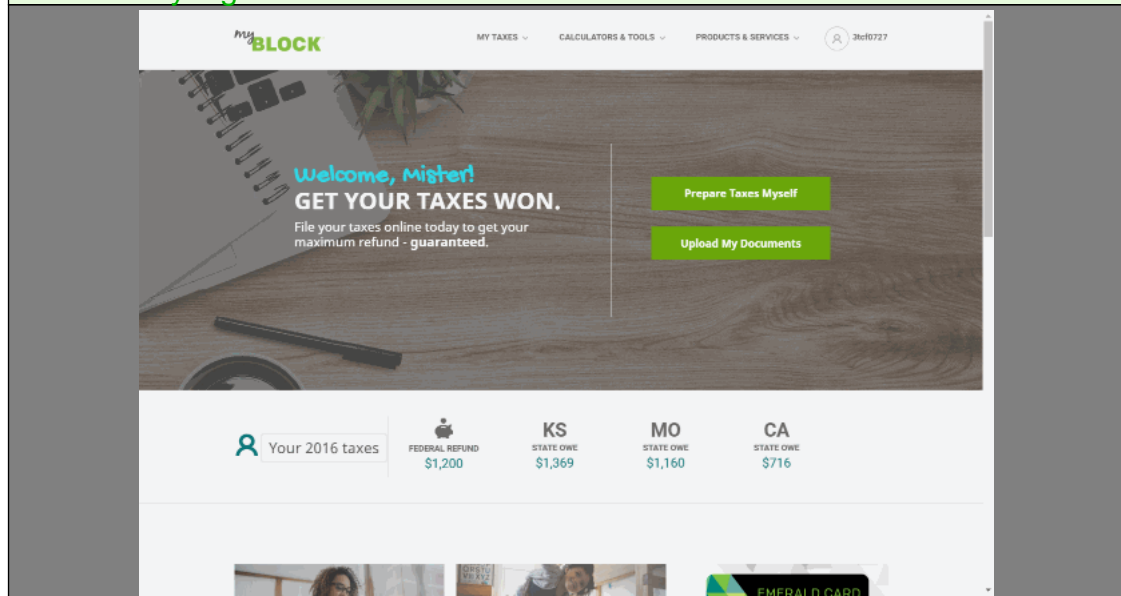 my BLOCK
MY TAXES
CALCULATORS & TOOLS
PRODUCTS & SERVICES
3tcf0727
Welcome, Mister!
GET YOUR TAXES WON.
File your taxes online today to get your
maximum refund - guaranteed.
Prepare Taxes Myself
Upload My Documents
Your 2016 taxes
FEDERAL REFUND
$1,200
KS
STATE OWE
$1,369
MO
STATE OWE
$1,160
CA
STATE OWE
$716
EMERALD CARD